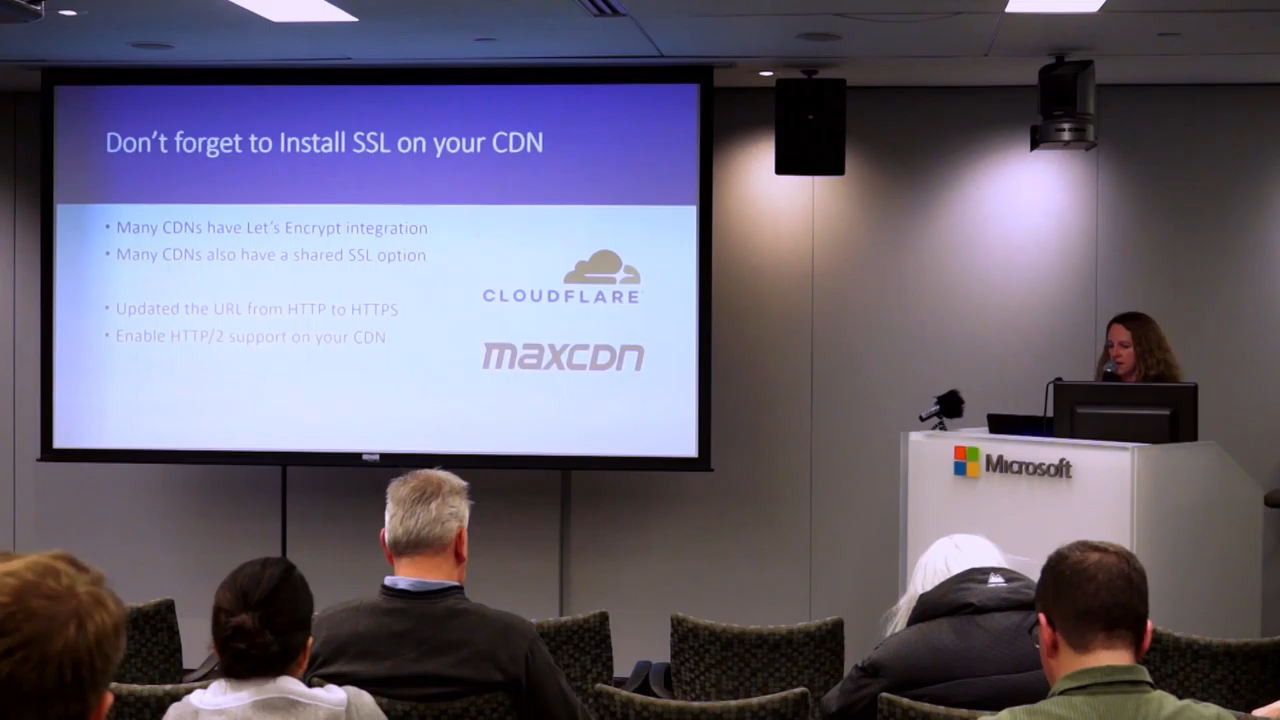 Don't forget to Install SSL on your CDN
• Many CDNs have Let's Encrypt integration
• Many CDNs also have a shared SSL option
• Updated the URL from HTTP to HTTPS
• Enable HTTP/2 support on your CDN
CLOUDFLARE
maxcdn
Microsoft